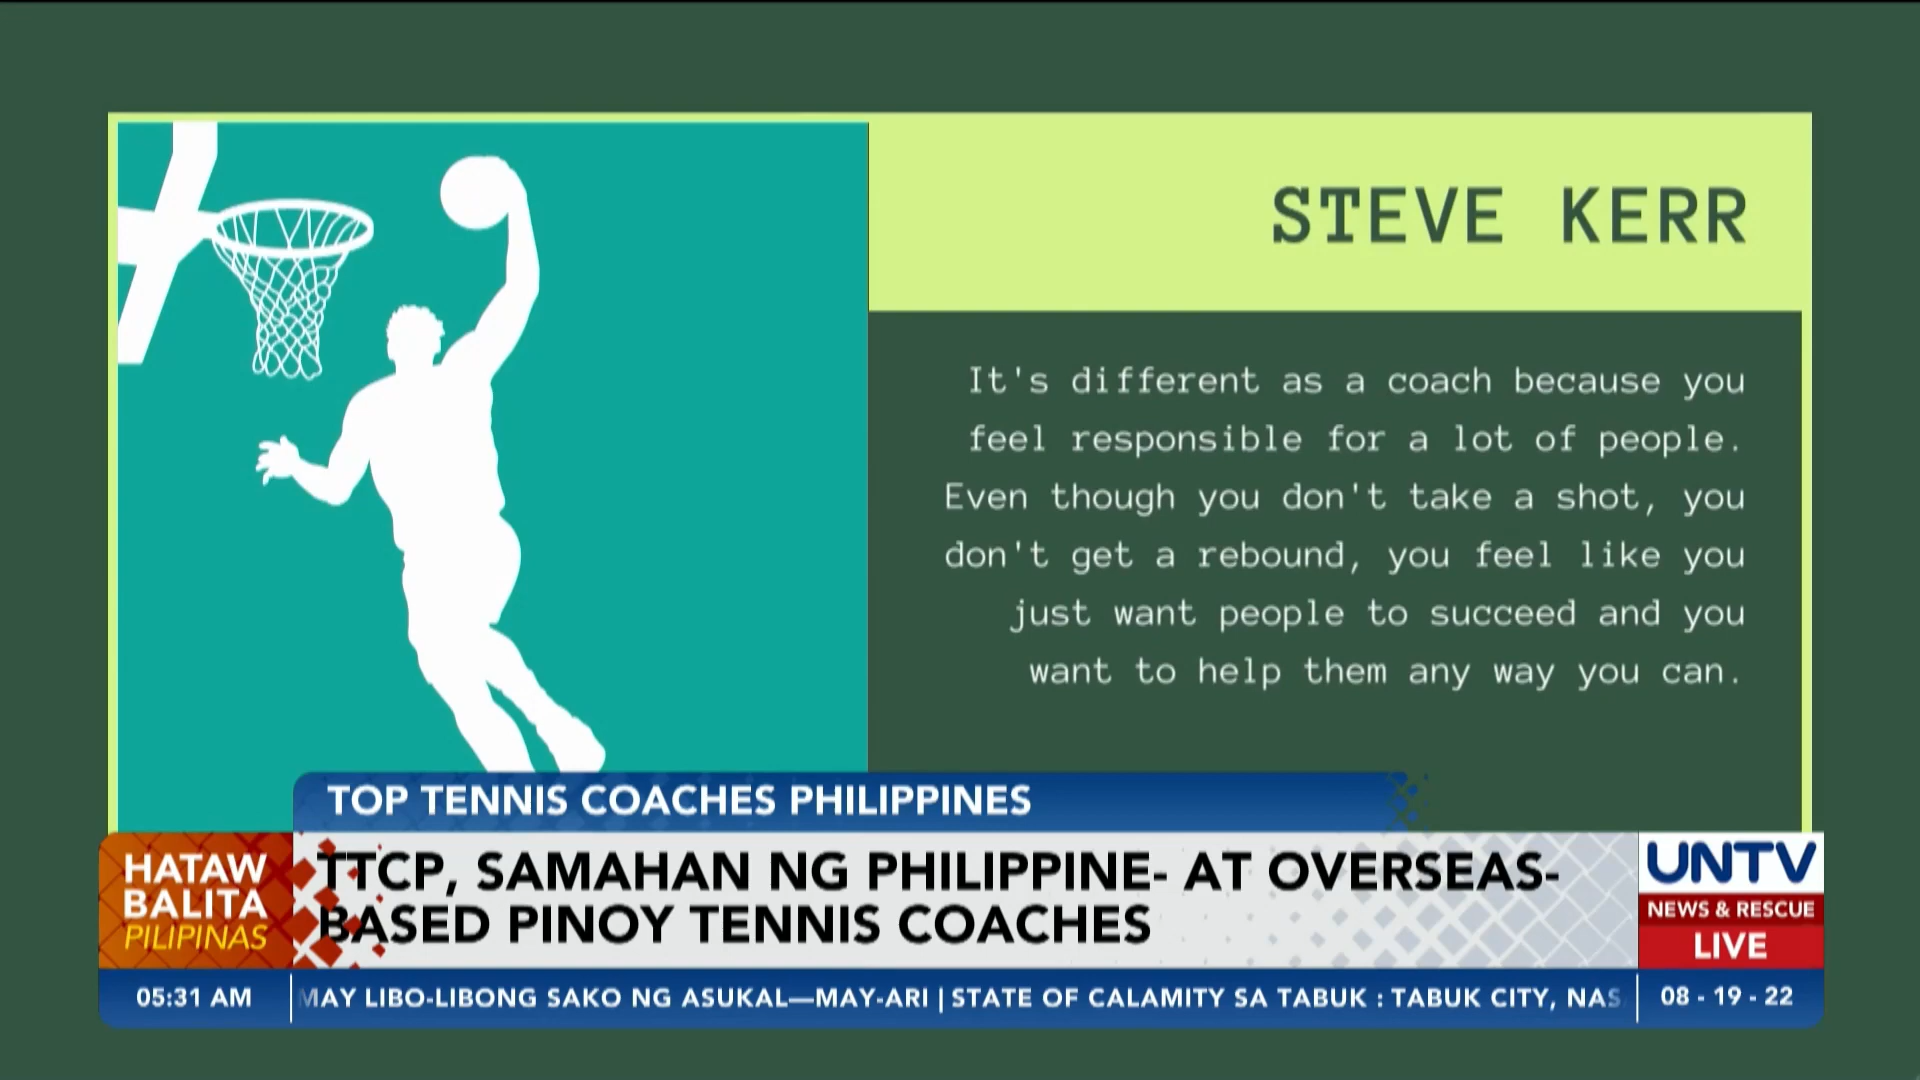 STEVE KERR
It's different as a coach because you
feel responsible for a lot of people.
Even though you don't take a shot, you
don't get a rebound, you feel like you
just want people to succeed and you
want to help them any way you can.
TOP TENNIS COACHES PHILIPPINES
HATAW
BALITA
PILIPINAS
TTCP, SAMAHAN NG PHILIPPINE- AT OVERSEAS-
BASED PINOY TENNIS COACHES
UNTV
NEWS & RESCUE
LIVE
05:31 AM
MAY LIBO-LIBONG SAKO NG ASUKAL—MAY-ARI | STATE OF CALAMITY SA TABUK : TABUK CITY, NAS
08 - 19 - 22